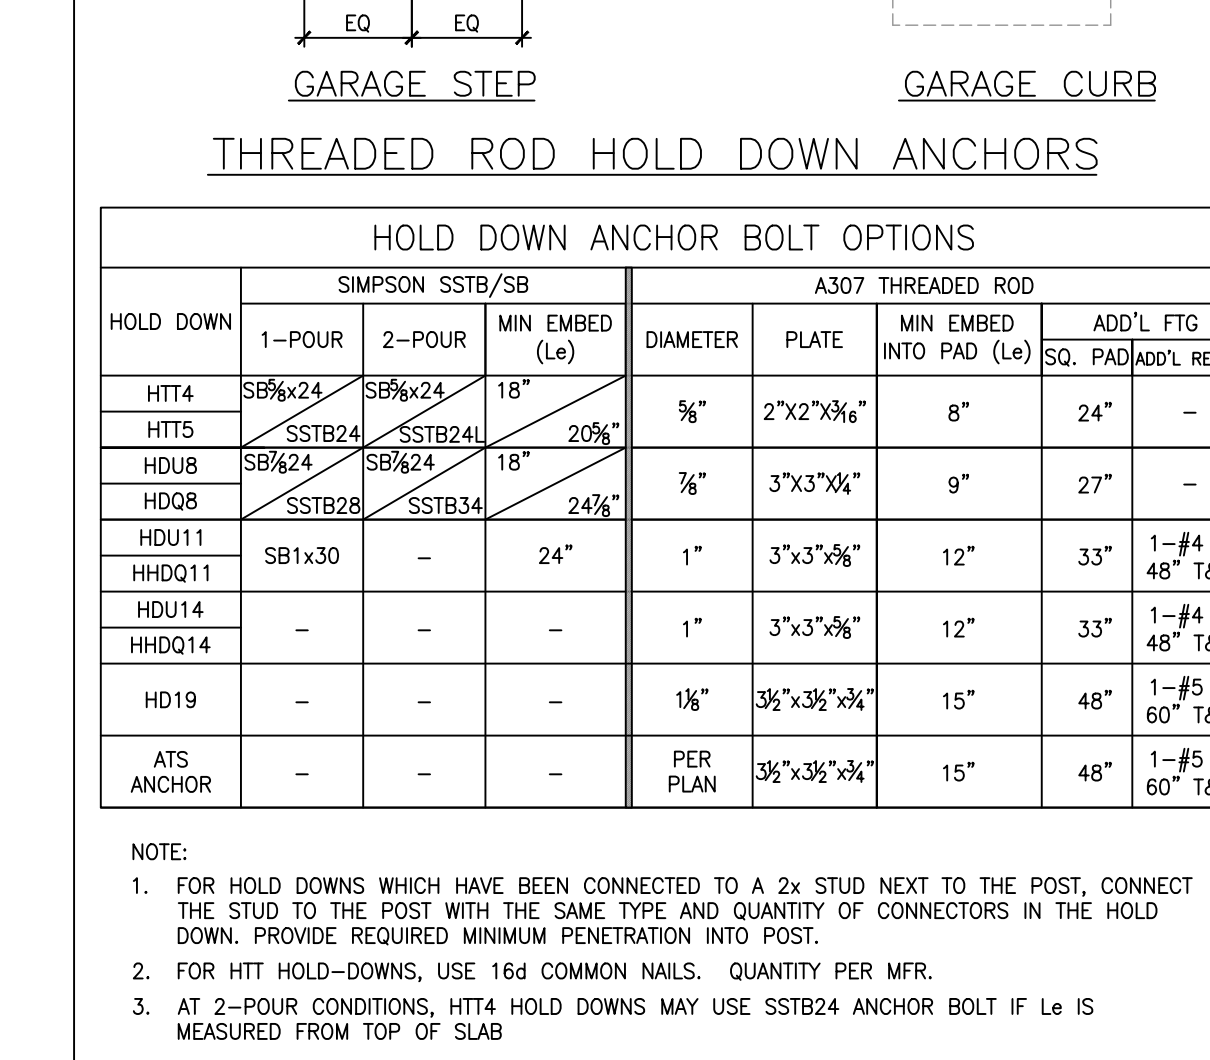 EQ EQ
GARAGE STEP
GARAGE CURB
THREADED ROD HOLD DOWN ANCHORS
HOLD DOWN ANCHOR BOLT OPTIONS
HOLD DOWN
SIMPSON SSTB/SB
A307 THREADED ROD
1-POUR
2-POUR
MIN EMBED
(Le)
DIAMETER
PLATE
MIN EMBED
INTO PAD (Le)
ADD'L FTG
SQ. PAD
ADD'L RE
HTT4
HTT5
SB⅝x24
SSTB24
SB⅝x24
SSTB24L
18"
20⅝"
⅝"
2"X2"X3/16"
8"
24"
-
HDU8
HDQ8
SB⅞24
SSTB28
SB⅞24
SSTB34
18"
24⅞"
⅞"
3"X3"X¼"
9"
27"
-
HDU11
HHDQ11
SB1x30
-
24"
1"
3"x3"x⅝"
12"
33"
1-#4
48" T&
HDU14
HHDQ14
-
-
-
1"
3"x3"x⅝"
12"
33"
1-#4
48" T&
HD19
-
-
-
1⅛"
3½"x3½"x¾"
15"
48"
1-#5
60" T&
ATS
ANCHOR
-
-
-
PER
PLAN
3½"x3½"x¾"
15"
48"
1-#5
60" T&
NOTE:
1. FOR HOLD DOWNS WHICH HAVE BEEN CONNECTED TO A 2x STUD NEXT TO THE POST, CONNECT
THE STUD TO THE POST WITH THE SAME TYPE AND QUANTITY OF CONNECTORS IN THE HOLD
DOWN. PROVIDE REQUIRED MINIMUM PENETRATION INTO POST.
2. FOR HTT HOLD-DOWNS, USE 16d COMMON NAILS. QUANTITY PER MFR.
3. AT 2-POUR CONDITIONS, HTT4 HOLD DOWNS MAY USE SSTB24 ANCHOR BOLT IF Le IS
MEASURED FROM TOP OF SLAB